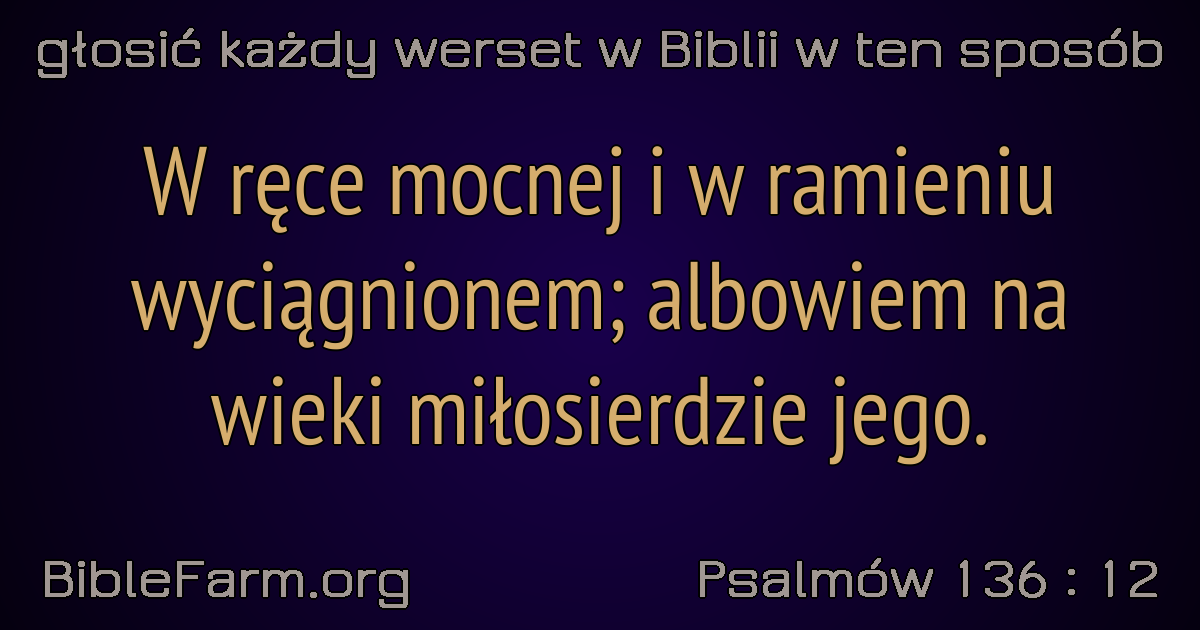 głosić każdy werset w Biblii w ten sposób
W ręce mocnej i w ramieniu
wyciągnionem; albowiem na
wieki miłosierdzie jego.
BibleFarm.org
Psalmów 136 : 12